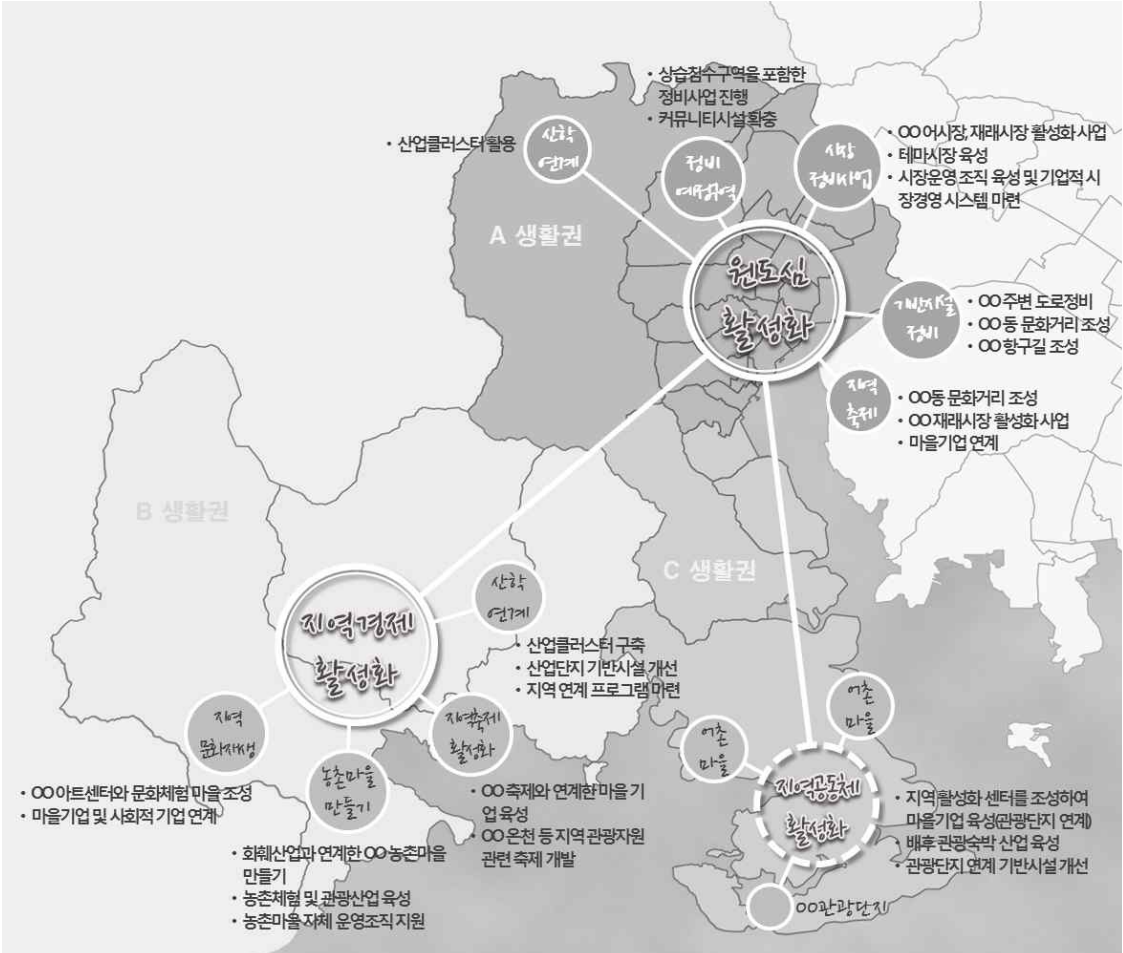 • 상습침수구역을 포함한
정비사업 진행
• 커뮤니티시설 확충
• 산업클러스터 활용
산학
연계
정비
예정구역
시장
정비사업
• OO 어시장, 재래시장 활성화 사업
• 테마시장 육성
• 시장운영 조직 육성 및 기업적 시
장경영 시스템 마련
A 생활권
원도심
활성화
기반시설
정비
• OO 주변 도로정비
• OO 동 문화거리 조성
• OO 항구길 조성
지역
축제
• OO동 문화거리 조성
• OO 재래시장 활성화 사업
• 마을기업 연계
B 생활권
C 생활권
산학
연계
지역경제
활성화
• 산업클러스터 구축
• 산업단지 기반시설 개선
• 지역 연계 프로그램 마련
지역
문화재생
농촌마을
만들기
지역축제
활성화
• OO 아트센터와 문화체험 마을 조성
• 마을기업 및 사회적 기업 연계
• OO 축제와 연계한 마을 기
업 육성
• OO 온천 등 지역 관광자원
관련 축제 개발
• 화훼산업과 연계한 OO 농촌마을
만들기
• 농촌체험 및 관광산업 육성
• 농촌마을 자체 운영조직 지원
어촌
마을
어촌
마을
지역공동체
활성화
• 지역 활성화 센터를 조성하여
마을기업 육성(관광단지 연계)
• 배후 관광숙박 산업 육성
• 관광단지 연계 기반시설 개선
OO관광단지